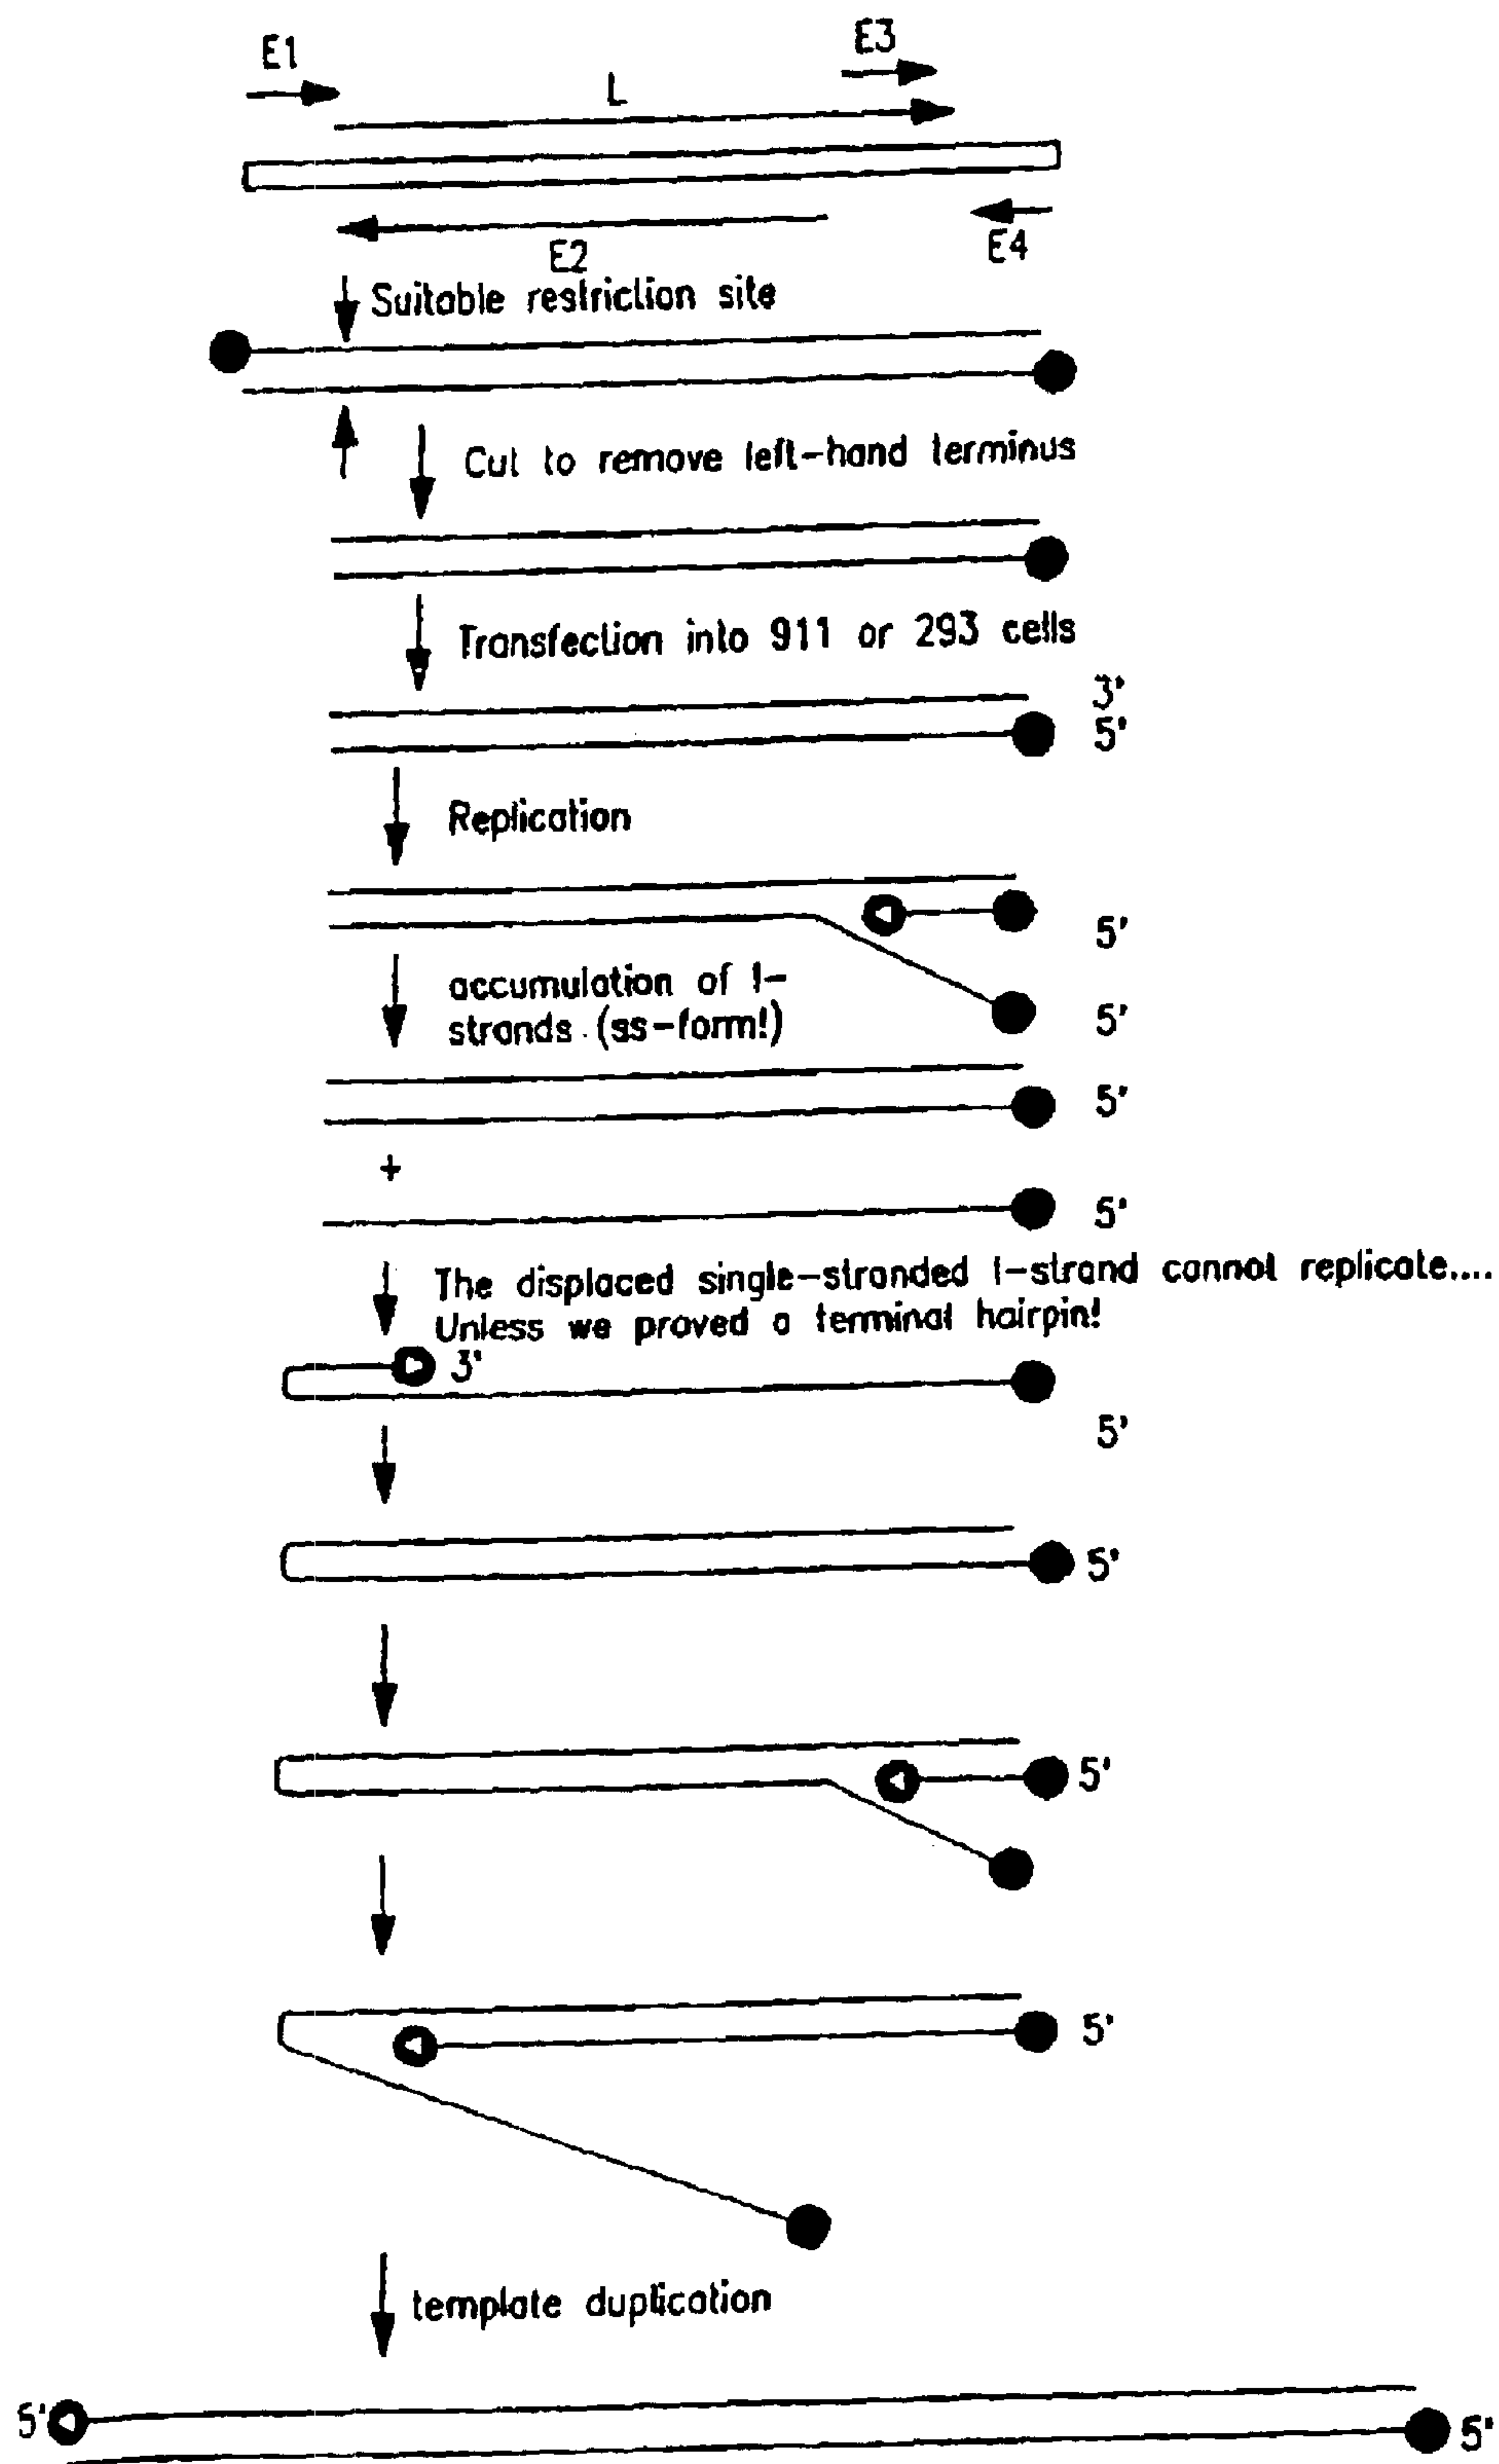 E1
E3
L
E2
E4
Suitable restriction site
Cut to remove left-hand terminus
Transfection into 911 or 293 cells
3'
5'
Replication
5'
accumulation of l-
strands (ss-form!)
5'
5'
+
5'
The displaced single-stranded l-strand cannot replicate....
Unless we proved a terminal hairpin!
3'
5'
5'
5'
5'
template duplication
5'
5'